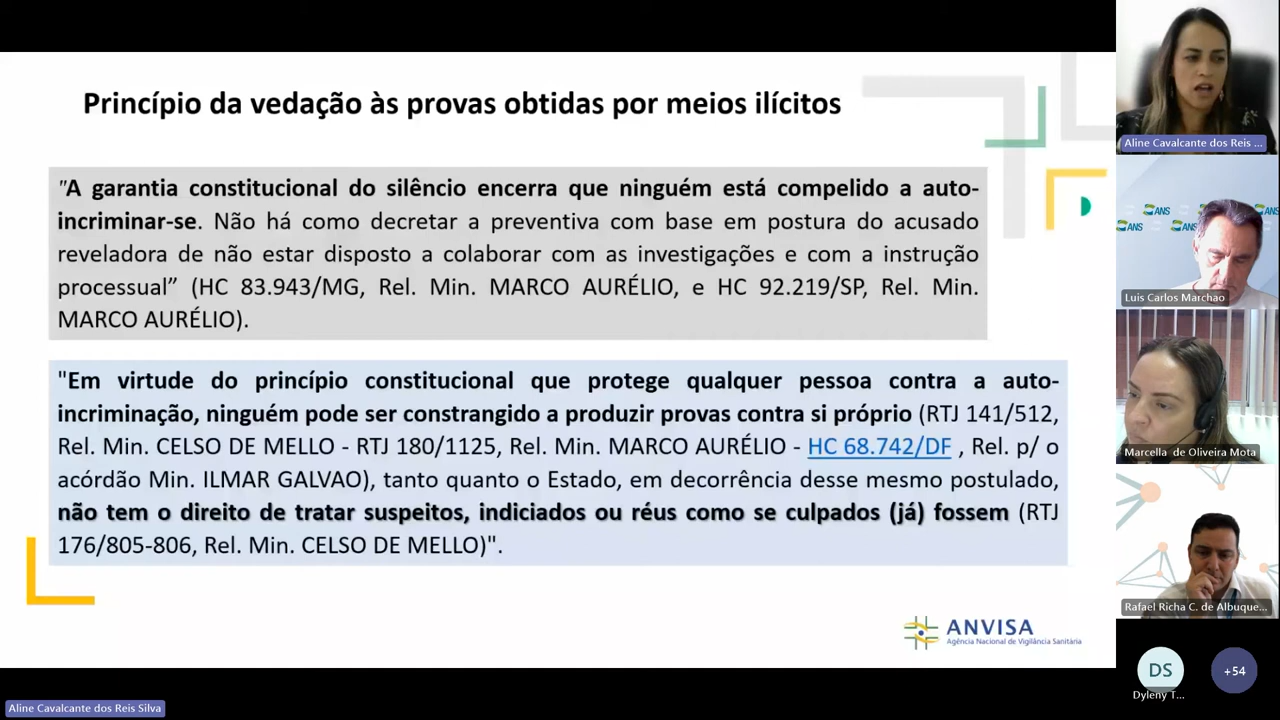 Princípio da vedação às provas obtidas por meios ilícitos
"A garantia constitucional do silêncio encerra que ninguém está compelido a auto-
incriminar-se. Não há como decretar a preventiva com base em postura do acusado
reveladora de não estar disposto a colaborar com as investigações e com a instrução
processual” (HC 83.943/MG, Rel. Min. MARCO AURÉLIO, e HC 92.219/SP, Rel. Min.
MARCO AURÉLIO).
"Em virtude do princípio constitucional que protege qualquer pessoa contra a auto-
incriminação, ninguém pode ser constrangido a produzir provas contra si próprio (RTJ 141/512,
Rel. Min. CELSO DE MELLO - RTJ 180/1125, Rel. Min. MARCO AURÉLIO - HC 68.742/DF , Rel. p/ o
acórdão Min. ILMAR GALVAO), tanto quanto o Estado, em decorrência desse mesmo postulado,
não tem o direito de tratar suspeitos, indiciados ou réus como se culpados (já) fossem (RTJ
176/805-806, Rel. Min. CELSO DE MELLO)".
ANVISA
Agência Nacional de Vigilância Sanitária
Aline Cavalcante dos Reis Silva
Aline Cavalcante dos Reis ...
ANS
ANS
ANS
Luis Carlos Marchao
Marcella de Oliveira Mota
Rafael Richa C. de Albuque...
DS
Dyleny T...
+54